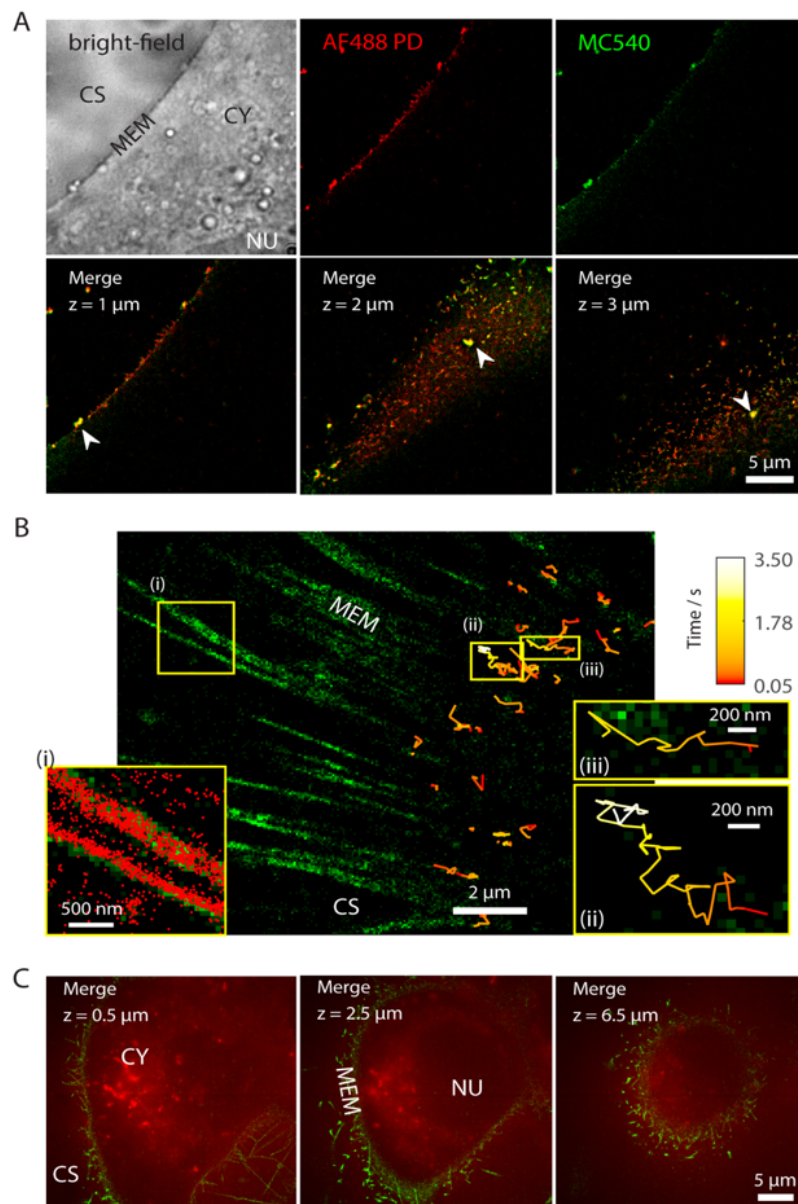 A
bright-field
CS
MEM
CY
NU
AF488 PD
MC540
Merge
z = 1 µm
Merge
z = 2 µm
Merge
z = 3 µm
5 µm
B
(i)
MEM
(ii)
(iii)
CS
2 µm
3.50
1.78
0.05
Time / s
(i)
500 nm
200 nm
(iii)
200 nm
(ii)
C
Merge
z = 0.5 µm
CY
CS
Merge
z = 2.5 µm
MEM
NU
Merge
z = 6.5 µm
5 µm